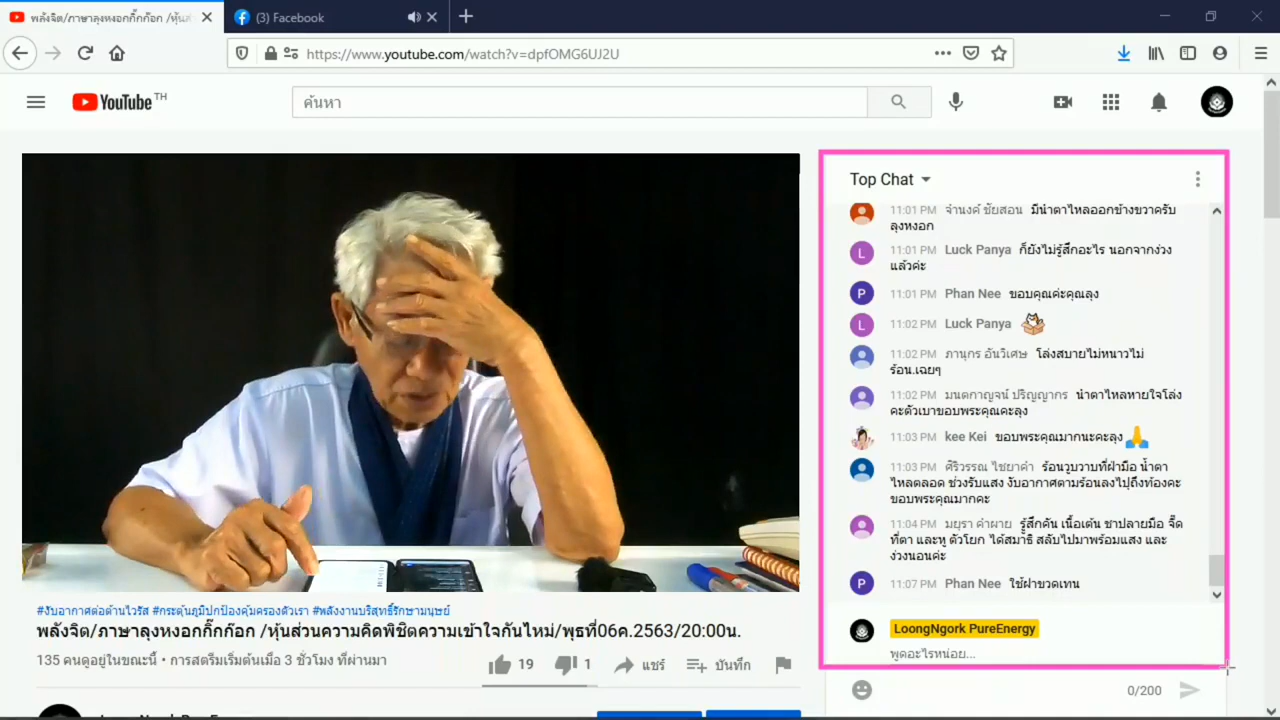 (3) Facebook
https://www.youtube.com/watch?v=dpfOMG6UJ2U
YouTube TH
ค้นหา
Top Chat
11:01 PM จำนงค์ ชัยสอน มีน้ำตาไหลออกข้างขวาครับ
ลุงหงอก
11:01 PM Luck Panya ก็ยังไม่รู้สึกอะไร นอกจากง่วง
แล้วค่ะ
11:01 PM Phan Nee ขอบคุณค่ะคุณลุง
11:02 PM Luck Panya
11:02 PM ภานุกร อันวิเศษ โล่งสบายไม่หนาวไม่
ร้อน.เฉยๆ
11:02 PM มนตกาญจน์ ปริญญากร น้ำตาไหลหายใจโล่ง
คะตัวเบาขอบพระคุณคะลุง
11:03 PM kee Kei ขอบพระคุณมากนะคะลุง
11:03 PM ศิริวรรณ ไชยาคำ ร้อนวูบวาบที่ฝ่ามือ น้ำตา
ไหลตลอด ช่วงรับแสง งับอากาศตามร้อนลงไปถึงท้องคะ
ขอบพระคุณมากคะ
11:04 PM มยุรา คำผาย รู้สึกคัน เนื้อเต้น ชาปลายมือ จี๊ด
ที่ตา และหู ตัวโยก ได้สมาธิ สลับไปมาพร้อมแสง และ
ง่วงนอนค่ะ
11:07 PM Phan Nee ใช้ฝาขวดเทน
LoongNgork PureEnergy
พูดอะไรหน่อย...
0/200
#งับอากาศต่อต้านไวรัส #กระตุ้นภูมิปกป้องคุ้มครองตัวเรา #พลังงานบริสุทธิ์รักษามนุษย์
พลังจิต/ภาษาลุงหงอกกิ๊กก๊อก /หุ้นส่วนความคิดพิชิตความเข้าใจกันไหม่/พุธที่06ค.2563/20:00น.
135 คนดูอยู่ในขณะนี้ • การสตรีมเริ่มต้นเมื่อ 3 ชั่วโมง ที่ผ่านมา
19
1
แชร์
บันทึก